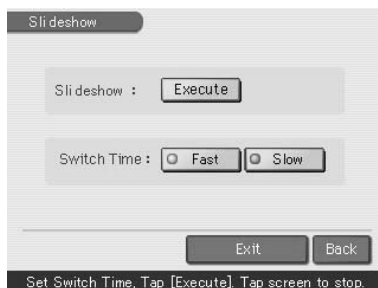 Slideshow
Slideshow : Execute
Switch Time : Fast Slow
Exit Back
Set Switch Time, Tap [Execute]. Tap screen to stop.